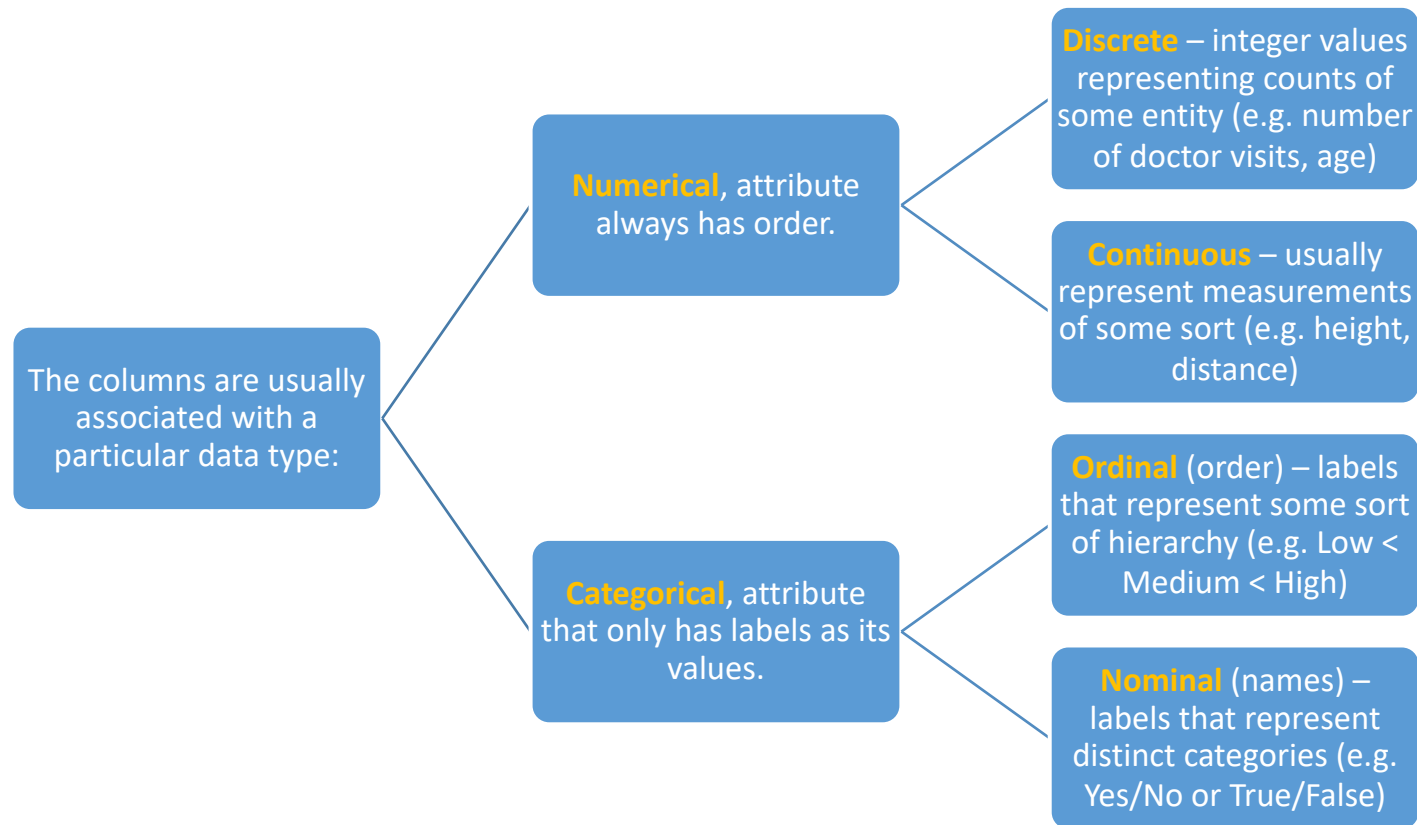 The columns are usually
associated with a
particular data type:
Numerical, attribute
always has order.
Discrete – integer values
representing counts of
some entity (e.g. number
of doctor visits, age)
Continuous – usually
represent measurements
of some sort (e.g. height,
distance)
Categorical, attribute
that only has labels as its
values.
Ordinal (order) – labels
that represent some sort
of hierarchy (e.g. Low <
Medium < High)
Nominal (names) –
labels that represent
distinct categories (e.g.
Yes/No or True/False)